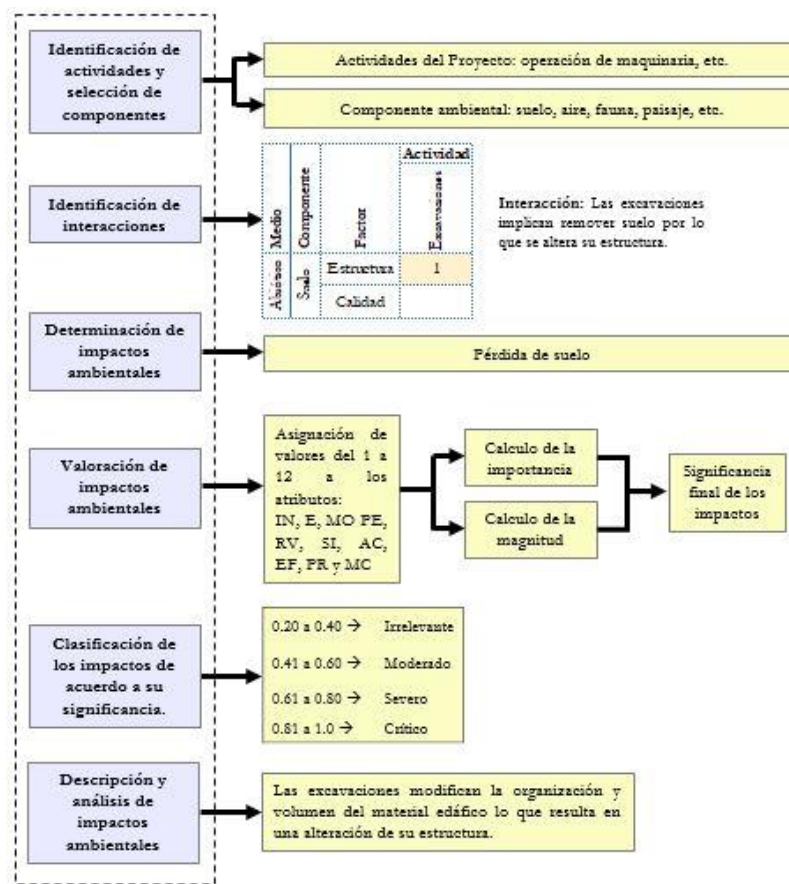 Identificación de
actividades y
selección de
componentes
Actividades del Proyecto: operación de maquinaria, etc.
Componente ambiental: suelo, aire, fauna, paisaje, etc.
Identificación de
interacciones
Medio
Componente
Factor
Actividad
Excavaciones
Abiótico
Suelo
Estructura
1
Calidad
Interacción: Las excavaciones
implican remover suelo por lo
que se altera su estructura.
Determinación de
impactos
ambientales
Pérdida de suelo
Valoración de
impactos
ambientales
Asignación de
valores del 1 a
12 a los
atributos:
IN, E, MO PE,
RV, SI, AC,
EF, PR y MC
Calculo de la
importancia
Calculo de la
magnitud
Significancia
final de los
impactos
Clasificación de
los impactos de
acuerdo a su
significancia.
0.20 a 0.40 → Irrelevante
0.41 a 0.60 → Moderado
0.61 a 0.80 → Severo
0.81 a 1.0 → Crítico
Descripción y
análisis de
impactos
ambientales
Las excavaciones modifican la organización y
volumen del material edáfico lo que resulta en
una alteración de su estructura.